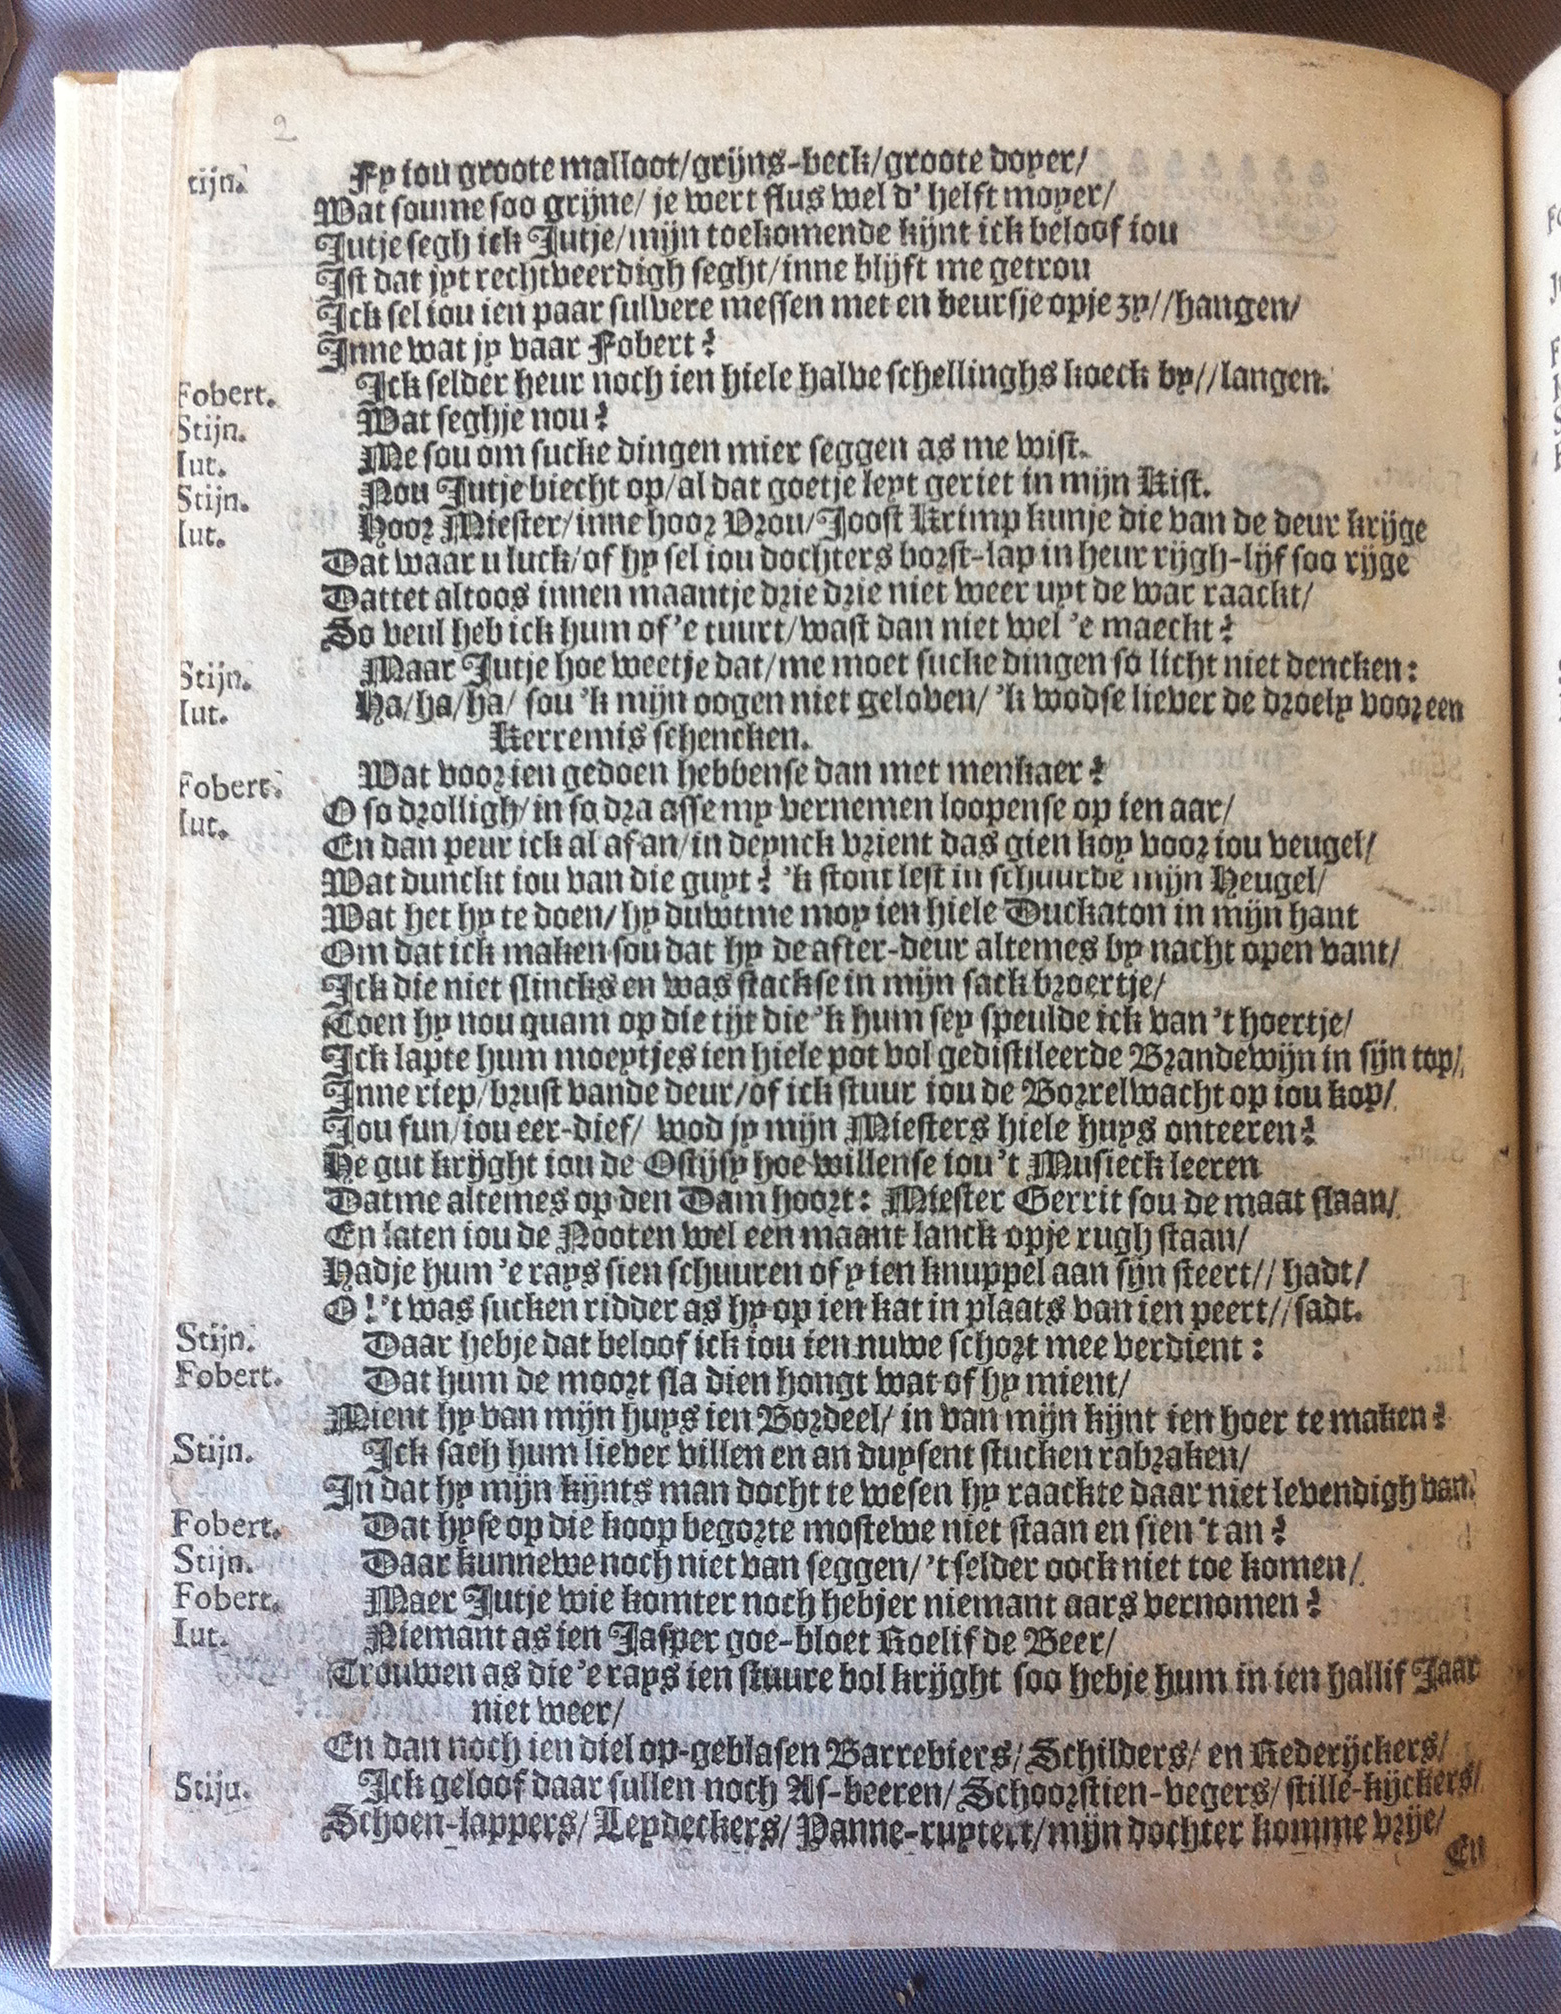 2
Stijn. Fy iou groote malloot/grijns-beck/groote doyer/
Wat soume soo grijne/ je wert flus wel d' helft moyer/
Jutje segh ick Jutje/mijn toekomende kijnt ick beloof iou
Ist dat jyt rechtveerdigh seght/inne blijft me getrou
Ick sel iou ien paar sulvere messen met en beursje opje zy//hangen/
Inne wat jy vaar Fobert?
Fobert. Ick selder heur noch ien hiele halve schellinghs koeck by//langen.
Stijn. Wat seghje nou?
Iut. Me sou om sucke dingen mier seggen as me wist.
Stijn. Nou Jutje biecht op/al dat goetje leyt geriet in mijn Kist.
Iut. Hoor Miester/inne hoor Vrou/Joost Krimp kunje die van de deur krijge
Dat waar u luck/of hy sel iou dochters borst-lap in heur rijgh-lijf soo rijge
Dattet altoos innen maantje drie drie niet weer uyt de war raackt/
So veul heb ick hum of 'e tuurt/wast dan niet wel 'e maeckt?
Stijn. Maar Jutje hoe weetje dat/me moet sucke dingen so licht niet dencken:
Iut. Ha/ha/ha/ sou 'k mijn oogen niet geloven/ 'k wodse liever de droely voor een
Kerremis schencken.
Fobert. Wat voor ien gedoen hebbense dan met menkaer?
Iut. O so drolligh/in so dra asse my vernemen loopense op ien aar/
En dan peur ick al af an/in deynck vrient das gien koy voor iou veugel/
Wat dunckt iou van die guyt? 'k stont lest in schuurde mijn Heugel/
Wat het hy te doen/hy duwtme moy ien hiele Duckaton in mijn hant
Om dat ick maken sou dat hy de after-deur altemes by nacht open vant/
Ick die niet slincks en was stackse in mijn sack broertje/
Toen hy nou quam op die tijt die 'k hum sey speulde ick van 't hoertje/
Ick lapte hum moeytjes ien hiele pot vol gedistileerde Brandewijn in sijn top/
Inne riep/brust vande deur/of ick stuur iou de Borrelwacht op iou kop/
Jou fun/iou eer-dief/ wod jy mijn Miesters hiele huys onteeren?
He gut krijght iou de Ostijsy hoe willense iou 't Musieck leeren
Datme altemes op den Dam hoort: Miester Gerrit sou de maat slaan/
En laten iou de Nooten wel een maant lanck opje rugh staan/
Hadje hum 'e rays sien schuuren of y ien knuppel aan sijn steert// hadt/
O! 't was sucken ridder as hy op ien kat in plaats van ien peert//sadt.
Stijn. Daar hebje dat beloof ick iou ien nuwe schort mee verdient:
Fobert. Dat hum de moort sla dien hongt wat of hy mient/
Mient hy van mijn huys ien Bordeel/ in van mijn kijnt ien hoer te maken?
Stijn. Ick sach hum liever villen en an duysent stucken rabraken/
In dat hy mijn kijnts man docht te wesen hy raackte daar niet levendigh van.
Fobert. Dat hyse op die koop begorte mostewe niet staan en sien 't an?
Stijn. Daar kunnewe noch niet van seggen/ 't selder oock niet toe komen/
Fobert. Maer Jutje wie komter noch hebjer niemant aars vernomen?
Iut. Niemant as ien Jasper goe-bloet Roelif de Beer/
Trouwen as die 'e rays ien stuure bol krijght soo hebje hum in ien hallif Jaar
niet weer/
En dan noch ien diel op-geblasen Barrebiers/Schilders/ en Rederijckers/
Stiju. Ick geloof daar sullen noch As-beeren/Schoorstien-vegers/stille-kijckers/
Schoen-lappers/Leydeckers/Panne-ruyters/mijn dochter komme vrije/
En